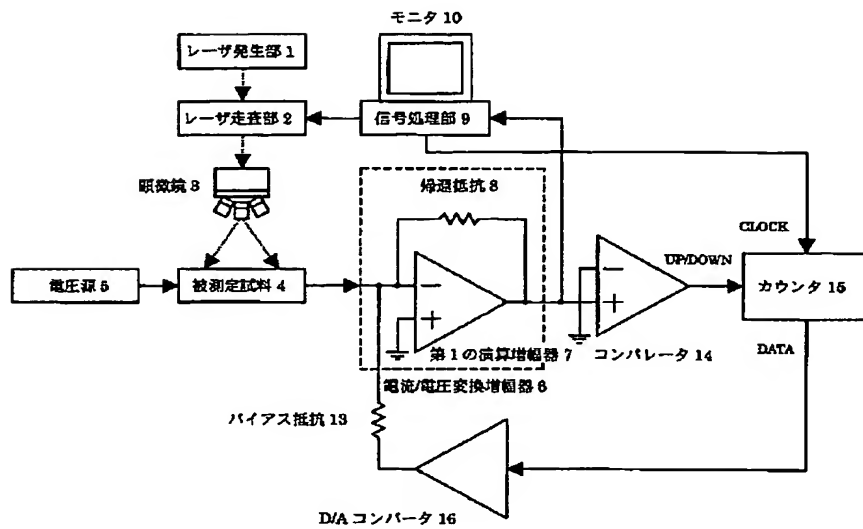 モニタ 10
レーザ発生部 1
レーザ走査部 2
信号処理部 9
顕微鏡 3
帰還抵抗 8
CLOCK
UP/DOWN
電圧源 5
被測定試料 4
カウンタ 15
第1の演算増幅器 7
コンパレータ 14
DATA
電流/電圧変換増幅器 6
バイアス抵抗 13
D/A コンバータ 16